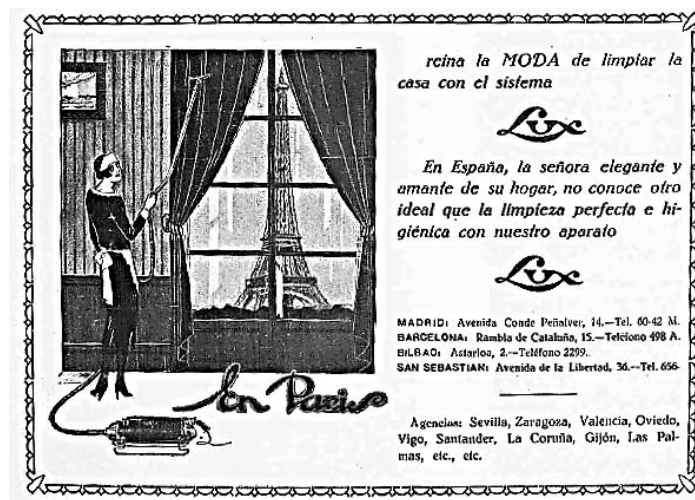 En Paris
reina la MODA de limpiar la
casa con el sistema
Lux
En España, la señora elegante y
amante de su hogar, no conoce otro
ideal que la limpieza perfecta e hi-
giénica con nuestro aparato
Lux
MADRID: Avenida Conde Peñalver, 14.—Tel. 60-42 M.
BARCELONA: Rambla de Cataluña, 15.—Teléfono 498 A.
BILBAO: Astarloa, 2.—Teléfono 2299.
SAN SEBASTIAN: Avenida de la Libertad, 36.—Tel. 656
Agencias: Sevilla, Zaragoza, Valencia, Oviedo,
Vigo, Santander, La Coruña, Gijón, Las Pal-
mas, etc., etc.